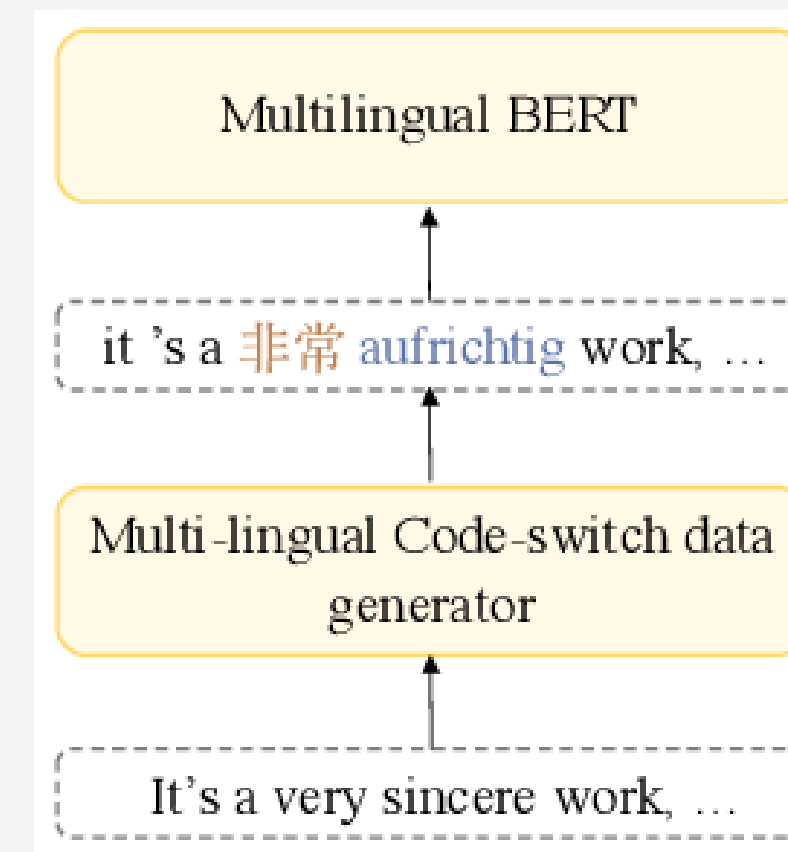 Multilingual BERT
it ’s a 非常 aufrichtig work, …
Multi-lingual Code-switch data
generator
It’s a very sincere work, …